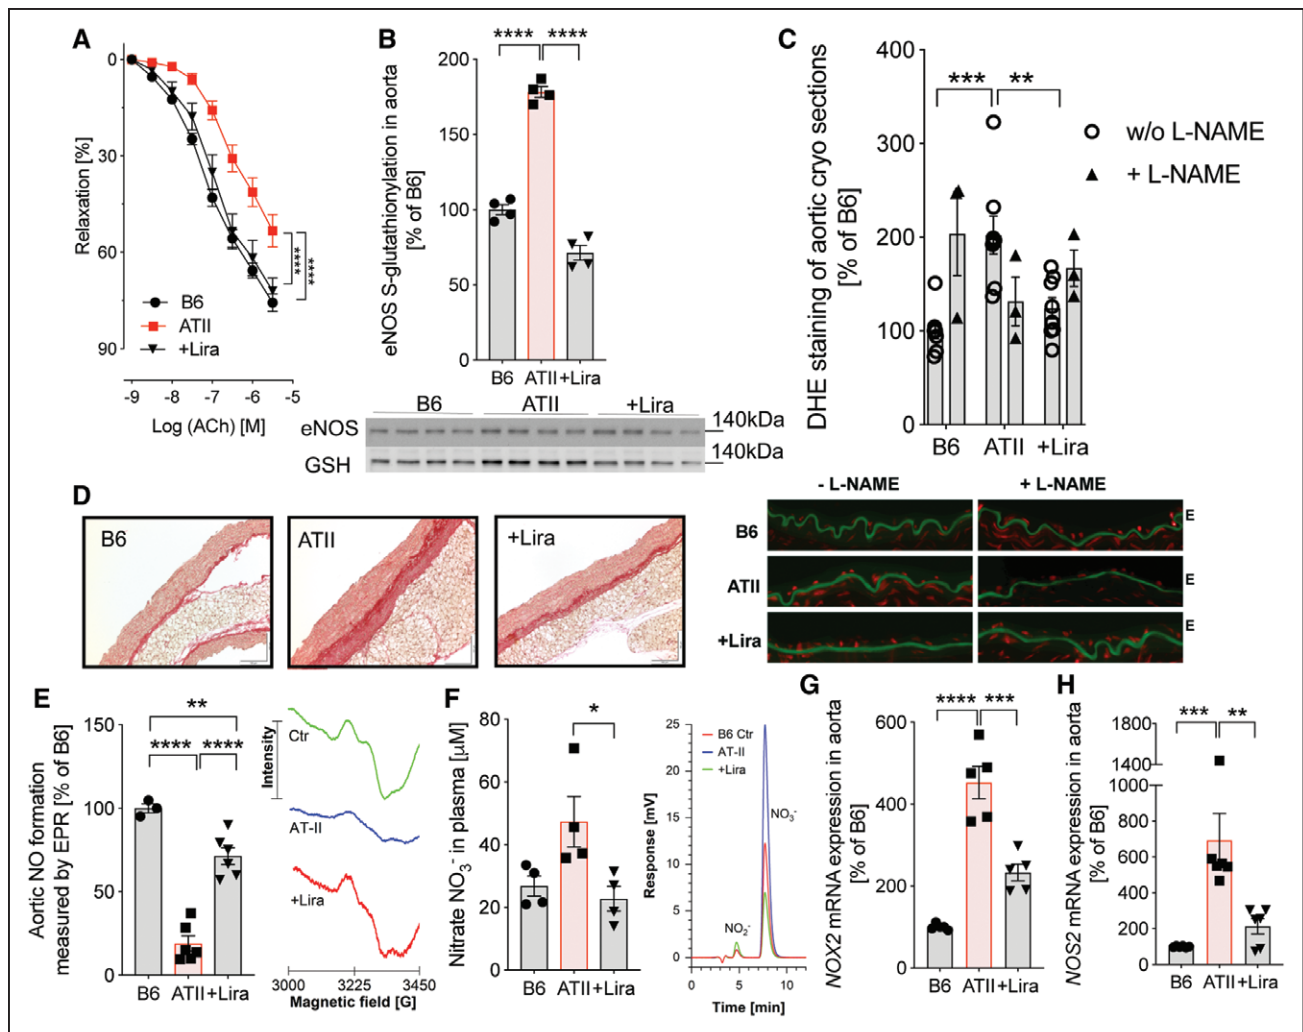 A
0
30
60
90
Relaxation [%]
-9
-8
-7
-6
-5
Log (ACh) [M]
B6
ATII
+Lira
****
****
B
****
****
200
150
100
50
0
eNOS S-glutathionylation in aorta
[% of B6]
B6
ATII
+Lira
B6
ATII
+Lira
eNOS
140kDa
GSH
140kDa
C
400
300
200
100
0
DHE staining of aortic cryo sections
[% of B6]
***
**
w/o L-NAME
+ L-NAME
B6
ATII
+Lira
- L-NAME
+ L-NAME
B6
E
ATII
E
+Lira
E
D
B6
ATII
+Lira
E
150
100
50
0
Aortic NO formation
measured by EPR [% of B6]
**
****
****
B6
ATII
+Lira
Intensity
Ctr
AT-II
+Lira
3000
3225
3450
Magnetic field [G]
F
80
60
40
20
0
Nitrate NO3- in plasma [µM]
*
B6
ATII
+Lira
25
20
15
10
5
0
Response [mV]
B6 Ctr
AT-II
+Lira
NO3-
NO2-
0
5
10
Time [min]
G
600
400
200
0
NOX2 mRNA expression in aorta
[% of B6]
****
***
B6
ATII
+Lira
H
1800
1400
1000
800
600
400
200
0
NOS2 mRNA expression in aorta
[% of B6]
***
**
B6
ATII
+Lira